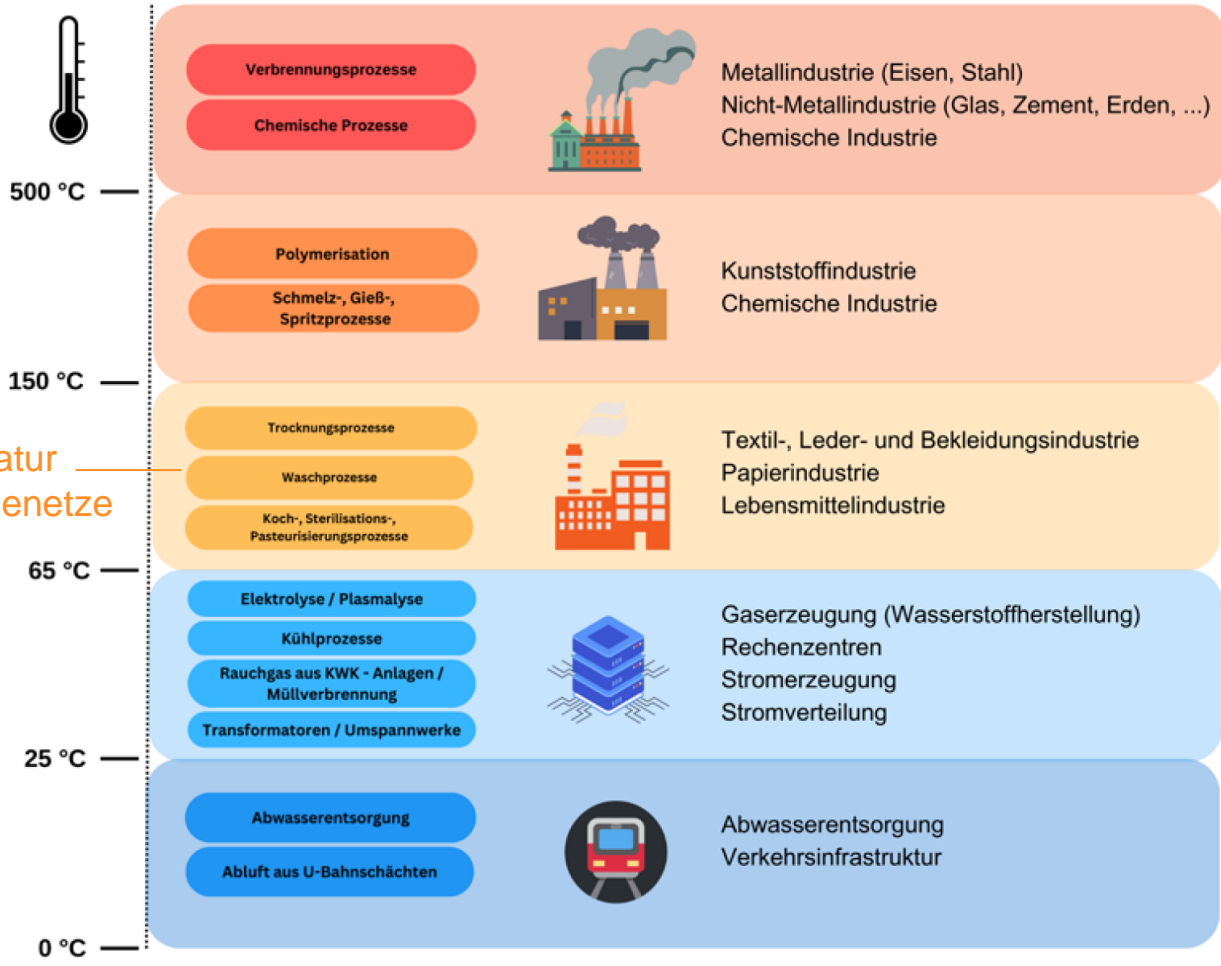 Verbrennungsprozesse
Chemische Prozesse
Metallindustrie (Eisen, Stahl)
Nicht-Metallindustrie (Glas, Zement, Erden, ...)
Chemische Industrie
500 °C
Polymerisation
Schmelz-, Gieß-,
Spritzprozesse
Kunststoffindustrie
Chemische Industrie
150 °C
atur
enetze
Trocknungsprozesse
Waschprozesse
Koch-, Sterilisations-,
Pasteurisierungsprozesse
Textil-, Leder- und Bekleidungsindustrie
Papierindustrie
Lebensmittelindustrie
65 °C
Elektrolyse / Plasmalyse
Kühlprozesse
Rauchgas aus KWK - Anlagen /
Müllverbrennung
Transformatoren / Umspannwerke
Gaserzeugung (Wasserstoffherstellung)
Rechenzentren
Stromerzeugung
Stromverteilung
25 °C
Abwasserentsorgung
Abluft aus U-Bahnschächten
Abwasserentsorgung
Verkehrsinfrastruktur
0 °C